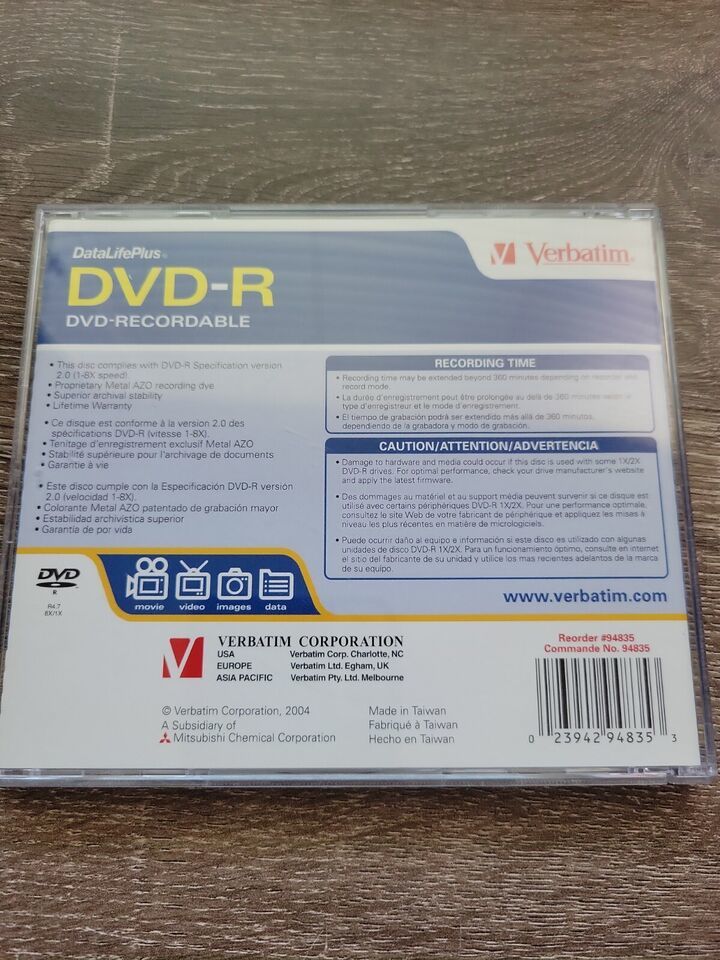 DataLifePlus®
DVD-R
DVD-RECORDABLE
Verbatim®
• This disc complies with DVD-R Specification version
2.0 (1-8X speed).
• Proprietary Metal AZO recording dye
• Superior archival stability
• Lifetime Warranty
• Ce disque est conforme à la version 2.0 des
spécifications DVD-R (vitesse 1-8X).
• Tenitage d'enregistrement exclusif Metal AZO
• Stabilité supérieure pour l'archivage de documents
• Garantie à vie
• Este disco cumple con la Especificación DVD-R version
2.0 (velocidad 1-8X).
• Colorante Metal AZO patentado de grabación mayor
• Estabilidad archivística superior
• Garantía de por vida
RECORDING TIME
• Recording time may be extended beyond 360 minutes depending on recorder and
record mode.
• La durée d'enregistrement peut être prolongée au delà de 360 minutes selon le
type d'enregistreur et le mode d'enregistrement.
• El tiempo de grabación podrá ser extendido más allá de 360 minutos,
dependiendo de la grabadora y modo de grabación.
CAUTION/ATTENTION/ADVERTENCIA
• Damage to hardware and media could occur if this disc is used with some 1X/2X
DVD-R drives. For optimal performance, check your drive manufacturer's website
and apply the latest firmware.
• Des dommages au matériel et au support média peuvent survenir si ce disque est
utilisé avec certains périphériques DVD-R 1X/2X. Pour une performance optimale,
consultez le site Web de votre fabricant de périphérique et appliquez les mises à
niveau les plus récentes en matière de micrologiciels.
• Puede ocurrir daño al equipo e información si este disco es utilizado con algunas
unidades de disco DVD-R 1X/2X. Para un funcionamiento óptimo, consulte en internet
el sitio del fabricante de su unidad y utilice los mas recientes adelantos de la marca
de su equipo.
DVD
R
R4.7
8X/1X
movie video images data
www.verbatim.com
VERBATIM CORPORATION
USA Verbatim Corp. Charlotte, NC
EUROPE Verbatim Ltd. Egham, UK
ASIA PACIFIC Verbatim Pty. Ltd. Melbourne
© Verbatim Corporation, 2004
A Subsidiary of
Mitsubishi Chemical Corporation
Made in Taiwan
Fabriqué à Taiwan
Hecho en Taiwan
Reorder #94835
Commande No. 94835
0 23942 94835 3